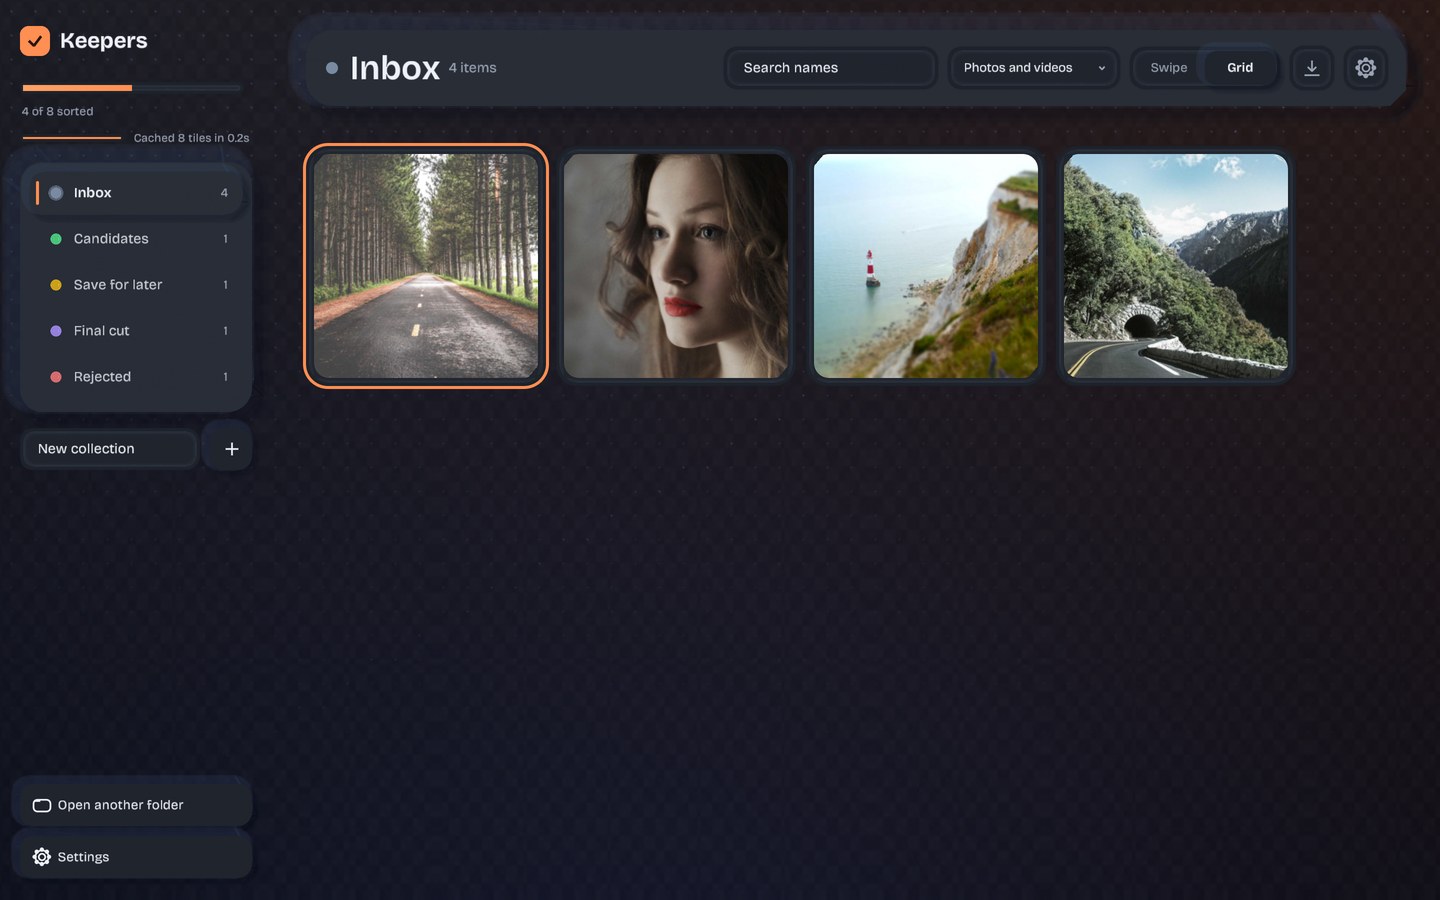 Keepers
4 of 8 sorted
Cached 8 tiles in 0.2s
Inbox 4
Candidates 1
Save for later 1
Final cut 1
Rejected 1
New collection
Open another folder
Settings
Inbox 4 items
Search names
Photos and videos
Swipe
Grid